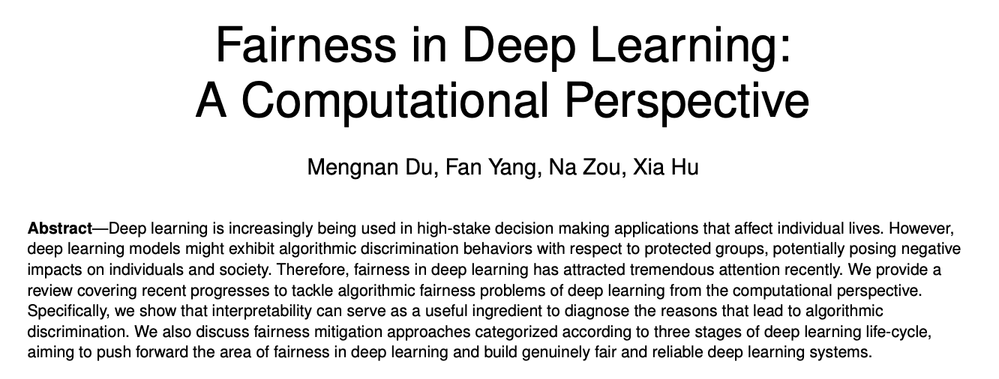 Fairness in Deep Learning:
A Computational Perspective
Mengnan Du, Fan Yang, Na Zou, Xia Hu
Abstract—Deep learning is increasingly being used in high-stake decision making applications that affect individual lives. However,
deep learning models might exhibit algorithmic discrimination behaviors with respect to protected groups, potentially posing negative
impacts on individuals and society. Therefore, fairness in deep learning has attracted tremendous attention recently. We provide a
review covering recent progresses to tackle algorithmic fairness problems of deep learning from the computational perspective.
Specifically, we show that interpretability can serve as a useful ingredient to diagnose the reasons that lead to algorithmic
discrimination. We also discuss fairness mitigation approaches categorized according to three stages of deep learning life-cycle,
aiming to push forward the area of fairness in deep learning and build genuinely fair and reliable deep learning systems.